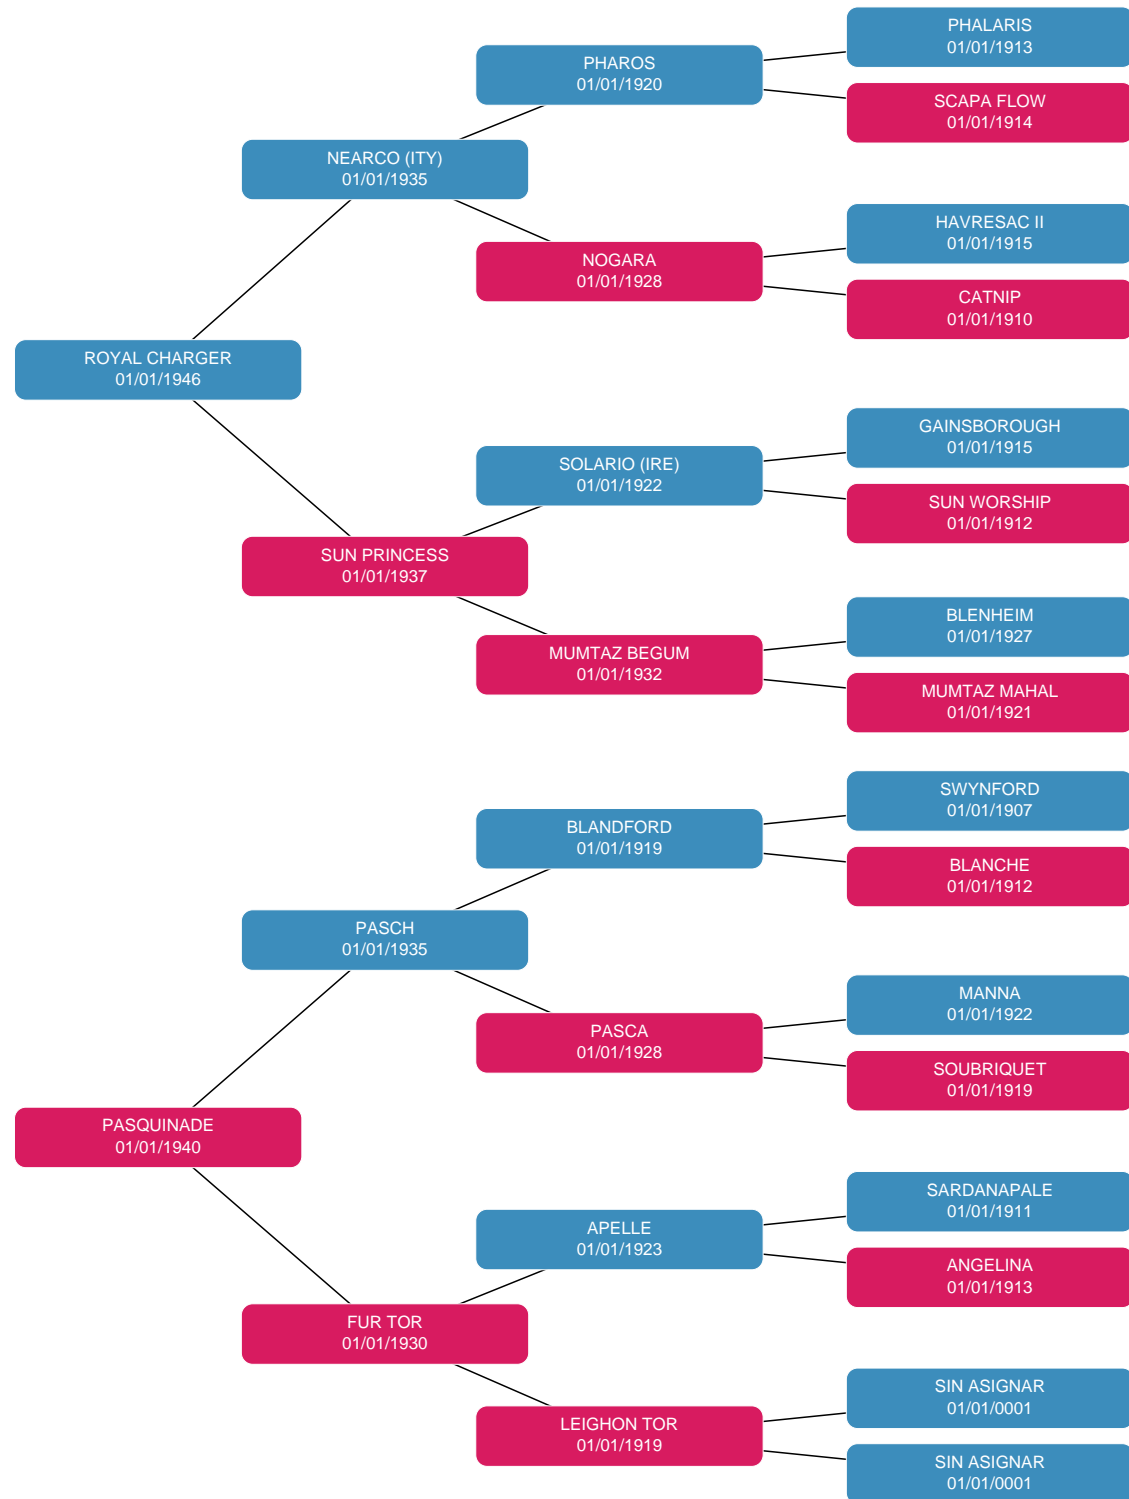 PHALARIS
01/01/1913
PHAROS
01/01/1920
SCAPA FLOW
01/01/1914
NEARCO (ITY)
01/01/1935
HAVRESAC II
01/01/1915
NOGARA
01/01/1928
CATNIP
01/01/1910
ROYAL CHARGER
01/01/1946
GAINSBOROUGH
01/01/1915
SOLARIO (IRE)
01/01/1922
SUN WORSHIP
01/01/1912
SUN PRINCESS
01/01/1937
BLENHEIM
01/01/1927
MUMTAZ BEGUM
01/01/1932
MUMTAZ MAHAL
01/01/1921
SWYNFORD
01/01/1907
BLANDFORD
01/01/1919
BLANCHE
01/01/1912
PASCH
01/01/1935
MANNA
01/01/1922
PASCA
01/01/1928
SOUBRIQUET
01/01/1919
PASQUINADE
01/01/1940
SARDANAPALE
01/01/1911
APELLE
01/01/1923
ANGELINA
01/01/1913
FUR TOR
01/01/1930
SIN ASIGNAR
01/01/0001
LEIGHON TOR
01/01/1919
SIN ASIGNAR
01/01/0001